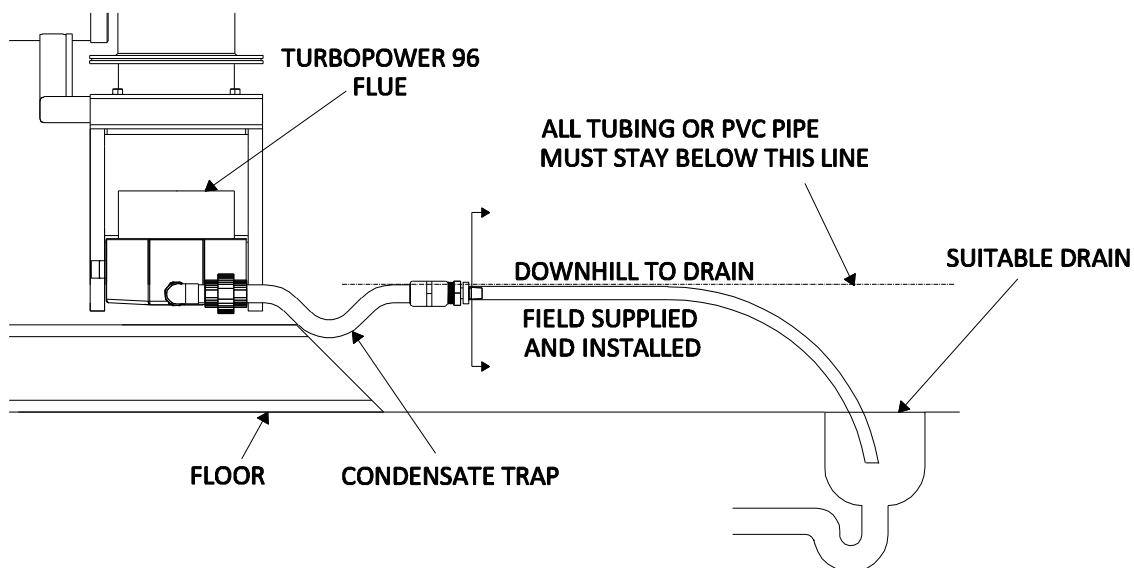 TURBOPOWER 96
FLUE
ALL TUBING OR PVC PIPE
MUST STAY BELOW THIS LINE
SUITABLE DRAIN
DOWNHILL TO DRAIN
FIELD SUPPLIED
AND INSTALLED
FLOOR
CONDENSATE TRAP